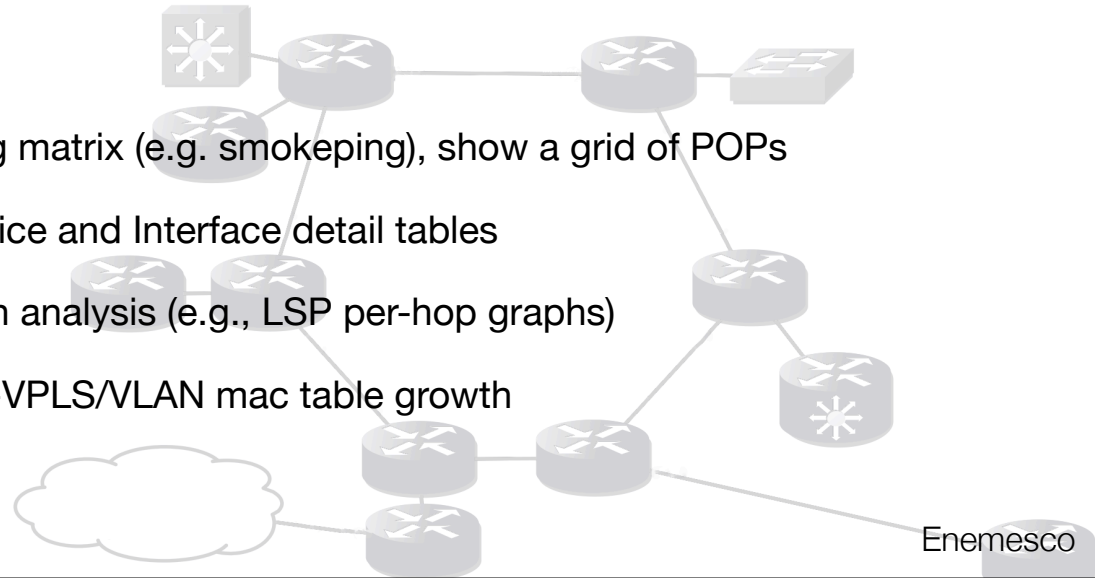 matrix (e.g. smokeping), show a grid of POPs
and Interface detail tables
analysis (e.g., LSP per-hop graphs)
VPLS/VLAN mac table growth
Enemesco